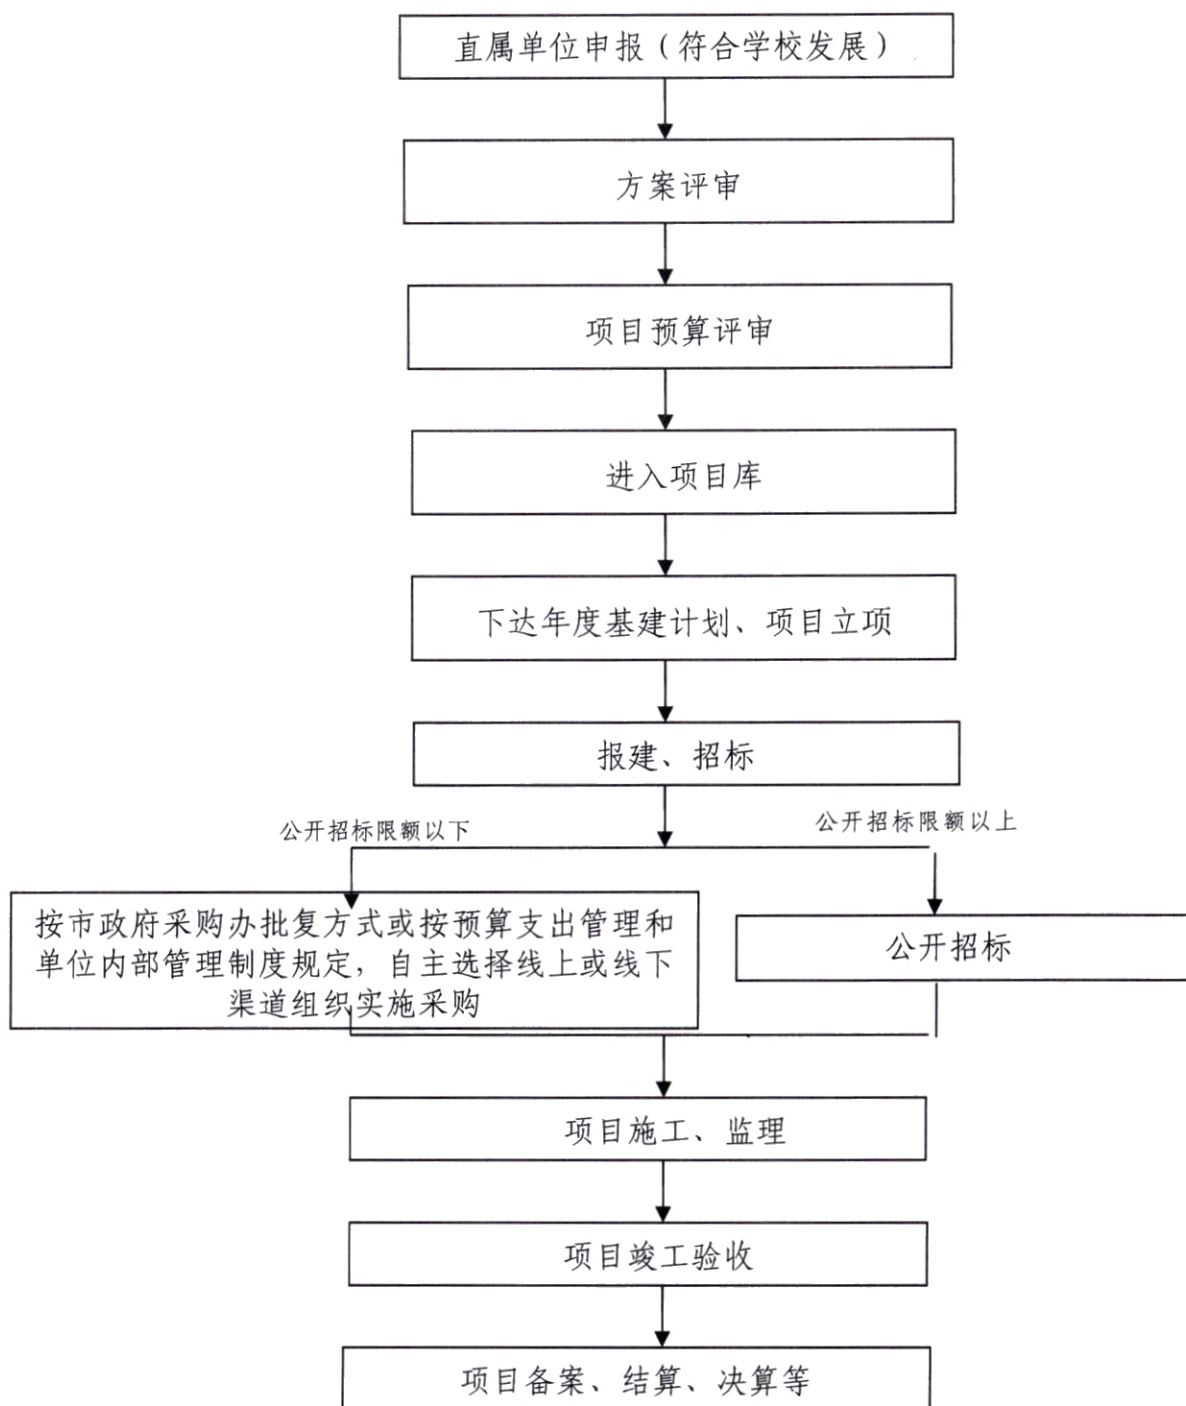 直属单位申报（符合学校发展）
方案评审
项目预算评审
进入项目库
下达年度基建计划、项目立项
报建、招标
公开招标限额以下
公开招标限额以上
按市政府采购办批复方式或按预算支出管理和
单位内部管理制度规定，自主选择线上或线下
渠道组织实施采购
公开招标
项目施工、监理
项目竣工验收
项目备案、结算、决算等